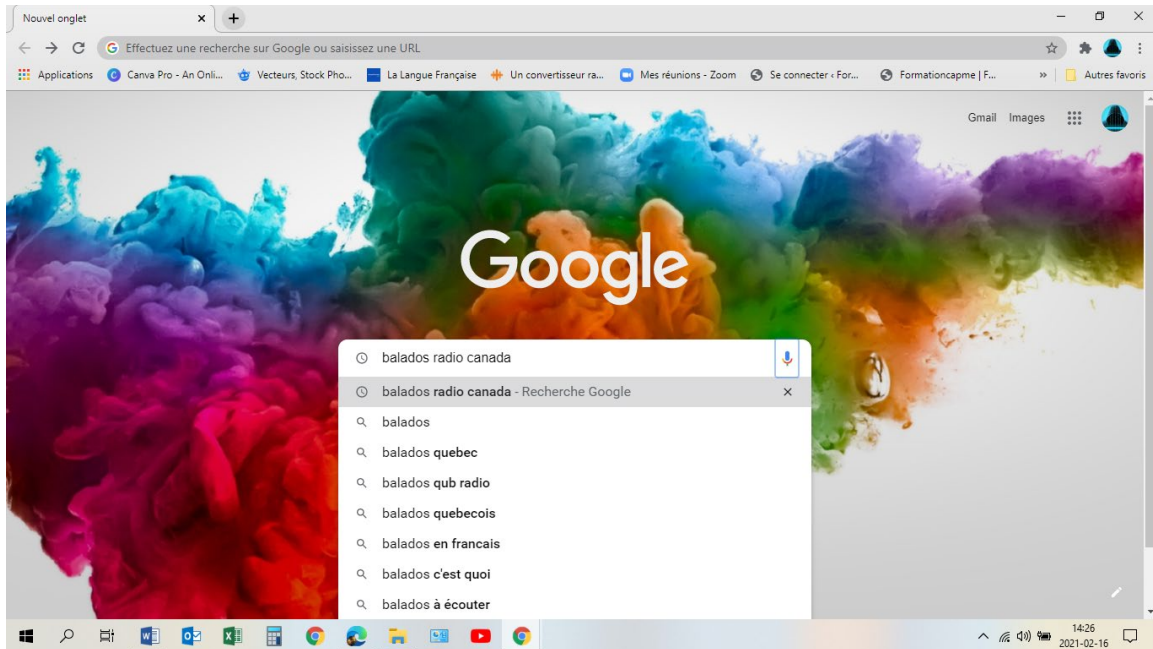 Nouvel onglet
Effectuez une recherche sur Google ou saisissez une URL
Applications Canva Pro - An Onli... Vecteurs, Stock Pho... La Langue Française Un convertisseur ra... Mes réunions - Zoom Se connecter ‹ For... Formationcapme | F... » Autres favoris
Gmail Images
Google
balados radio canada
balados radio canada - Recherche Google
balados
balados quebec
balados qub radio
balados quebecois
balados en francais
balados c'est quoi
balados à écouter
14:26
2021-02-16